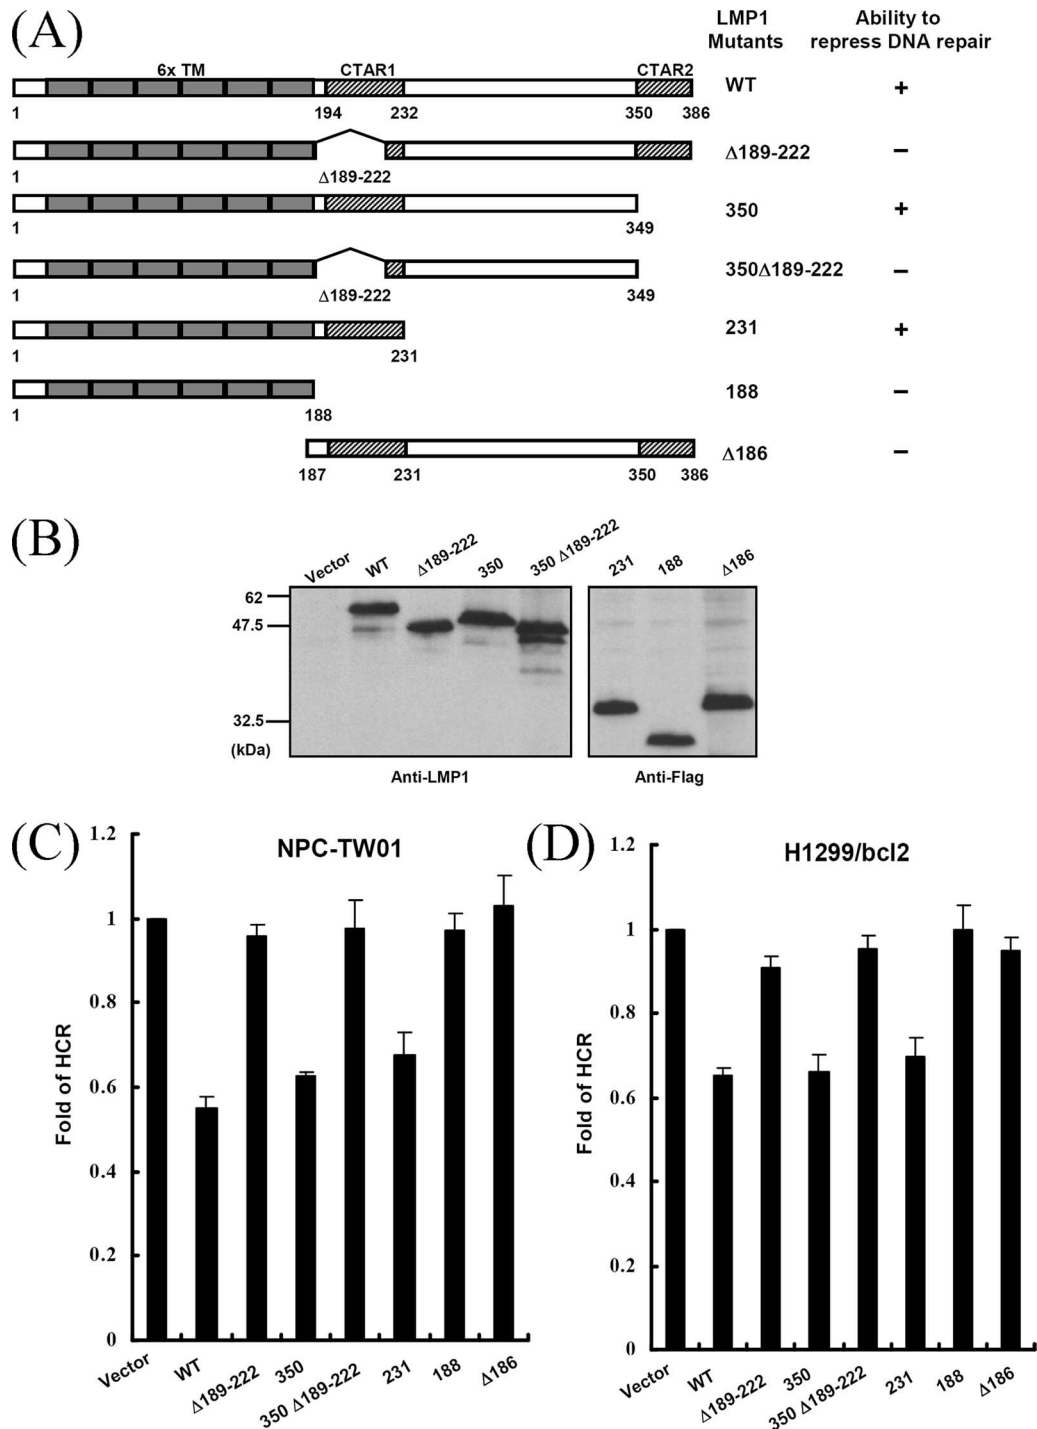 (A)
LMP1 Mutants
Ability to repress DNA repair
6x TM CTAR1 CTAR2
WT +
1 194 232 350 386
Δ189-222 –
1 Δ189-222
350 +
1 349
350Δ189-222 –
1 Δ189-222 349
231 +
1 231
188 –
1 188
Δ186 –
187 231 350 386
(B)
Vector WT Δ189-222 350 350 Δ189-222 231 188 Δ186
62
47.5
32.5
(kDa)
Anti-LMP1 Anti-Flag
(C)
NPC-TW01
Fold of HCR
1.2
1
0.8
0.6
0.4
0.2
0
Vector WT Δ189-222 350 350 Δ189-222 231 188 Δ186
(D)
H1299/bcl2
Fold of HCR
1.2
1
0.8
0.6
0.4
0.2
0
Vector WT Δ189-222 350 350 Δ189-222 231 188 Δ186